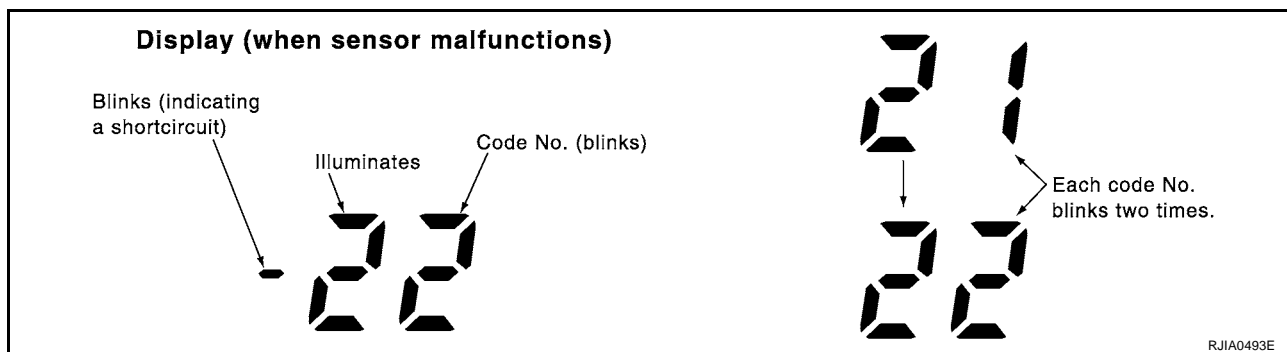 Display (when sensor malfunctions)
Blinks (indicating
a shortcircuit)
Illuminates
Code No. (blinks)
-22
21
22
Each code No.
blinks two times.
RJIA0493E